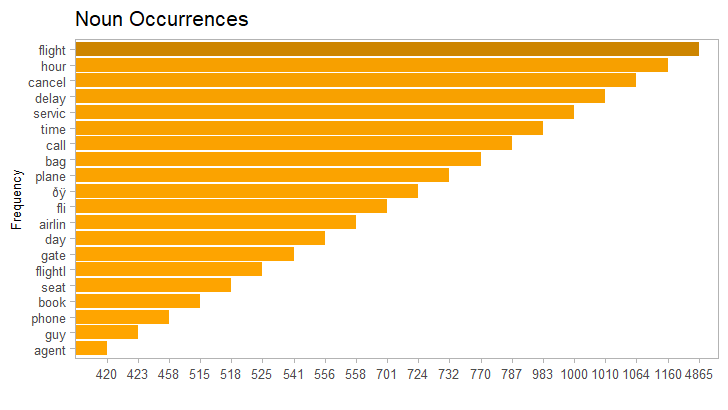 Noun Occurrences
Frequency
flight
hour
cancel
delay
servic
time
call
bag
plane
ðÿ
fli
airlin
day
gate
flightl
seat
book
phone
guy
agent
420 423 458 515 518 525 541 556 558 701 724 732 770 787 983 1000 1010 1064 1160 4865